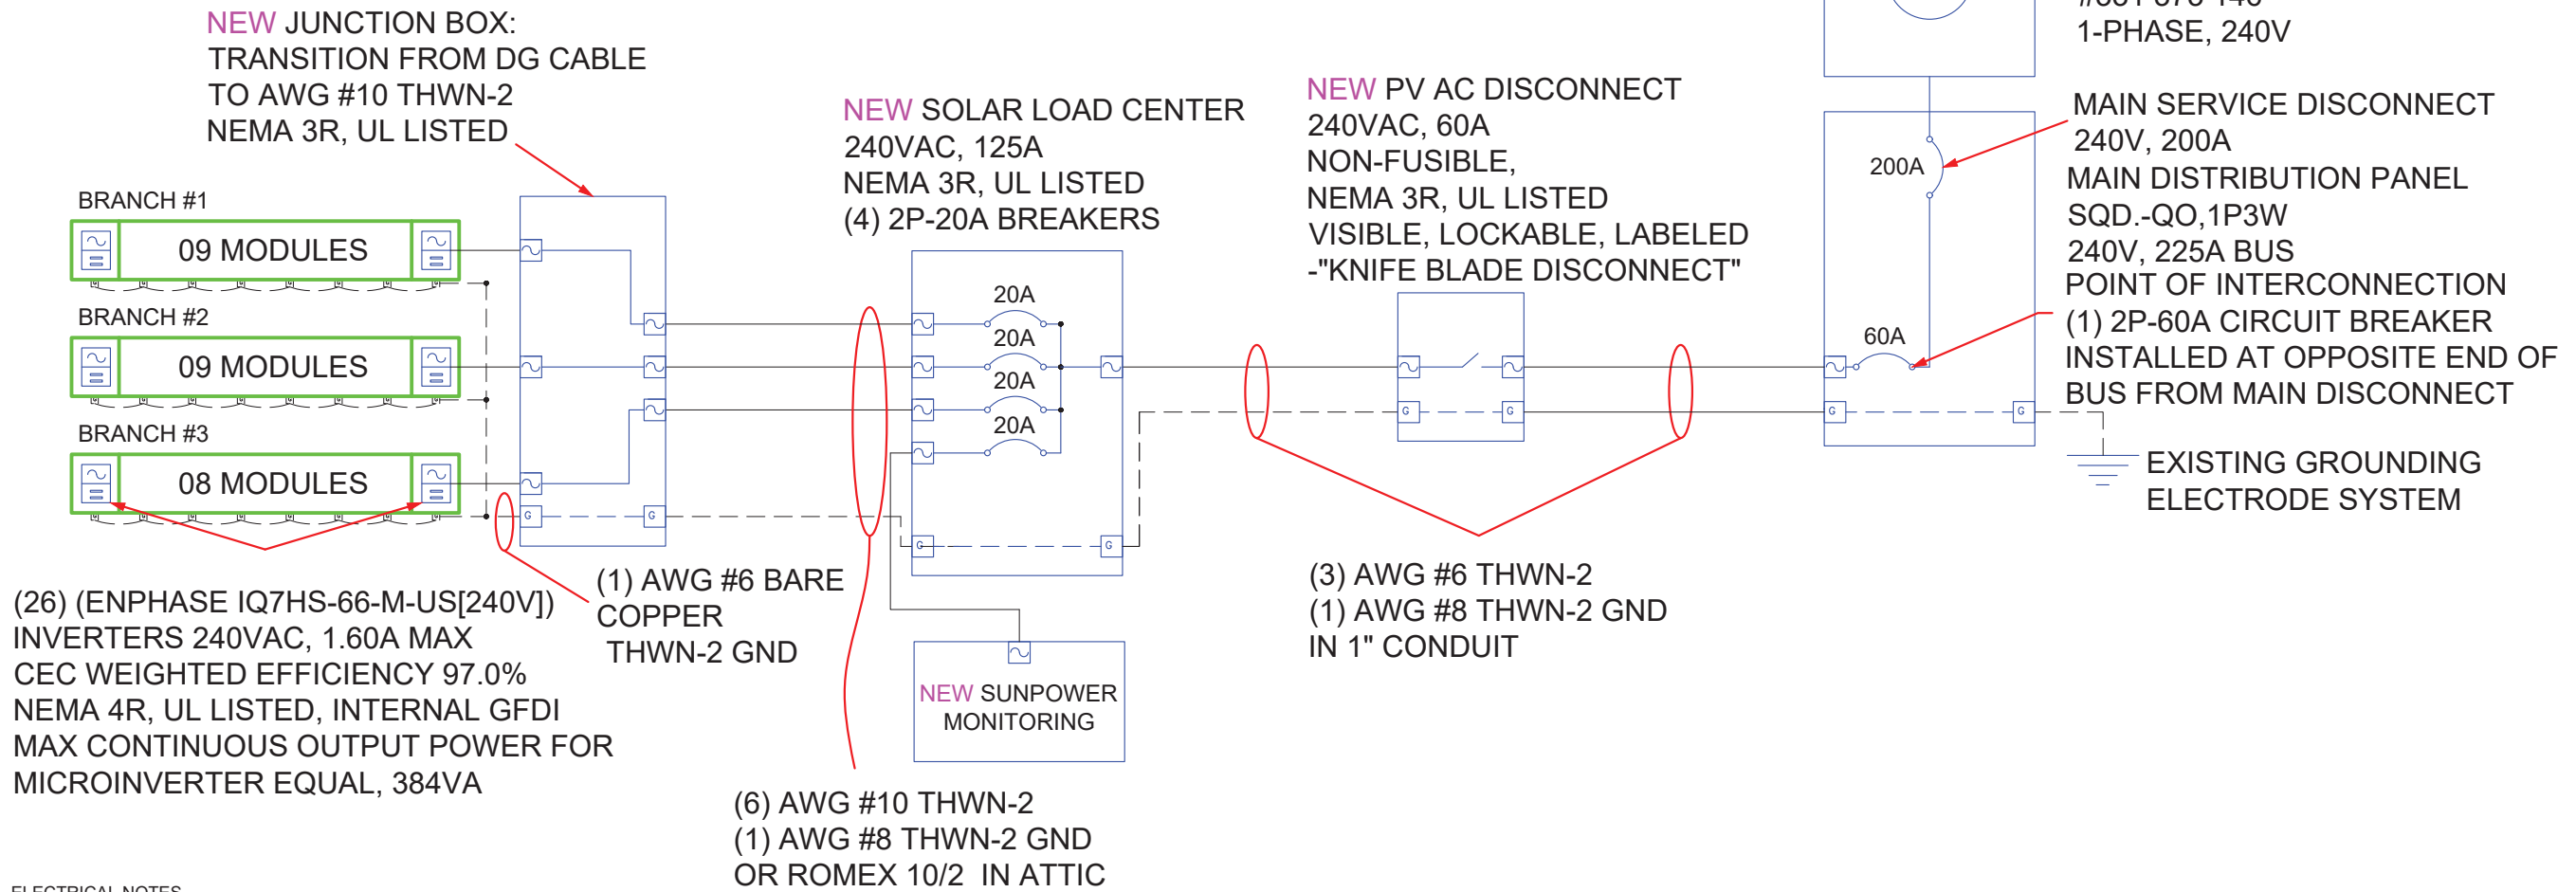 NEW JUNCTION BOX:
TRANSITION FROM DG CABLE
TO AWG #10 THWN-2
NEMA 3R, UL LISTED
BRANCH #1
09 MODULES
BRANCH #2
09 MODULES
BRANCH #3
08 MODULES
(26) (ENPHASE IQ7HS-66-M-US[240V])
INVERTERS 240VAC, 1.60A MAX
CEC WEIGHTED EFFICIENCY 97.0%
NEMA 4R, UL LISTED, INTERNAL GFDI
MAX CONTINUOUS OUTPUT POWER FOR
MICROINVERTER EQUAL, 384VA
G
G
(1) AWG #6 BARE
COPPER
THWN-2 GND
NEW SOLAR LOAD CENTER
240VAC, 125A
NEMA 3R, UL LISTED
(4) 2P-20A BREAKERS
20A
20A
20A
20A
G
G
NEW SUNPOWER
MONITORING
(6) AWG #10 THWN-2
(1) AWG #8 THWN-2 GND
OR ROMEX 10/2 IN ATTIC
NEW PV AC DISCONNECT
240VAC, 60A
NON-FUSIBLE,
NEMA 3R, UL LISTED
VISIBLE, LOCKABLE, LABELED
-"KNIFE BLADE DISCONNECT"
G
G
(3) AWG #6 THWN-2
(1) AWG #8 THWN-2 GND
IN 1" CONDUIT
1-PHASE, 240V
200A
MAIN SERVICE DISCONNECT
240V, 200A
MAIN DISTRIBUTION PANEL
SQD.-QO,1P3W
240V, 225A BUS
POINT OF INTERCONNECTION
(1) 2P-60A CIRCUIT BREAKER
INSTALLED AT OPPOSITE END OF
BUS FROM MAIN DISCONNECT
60A
G
G
EXISTING GROUNDING
ELECTRODE SYSTEM
ELECTRICAL NOTES